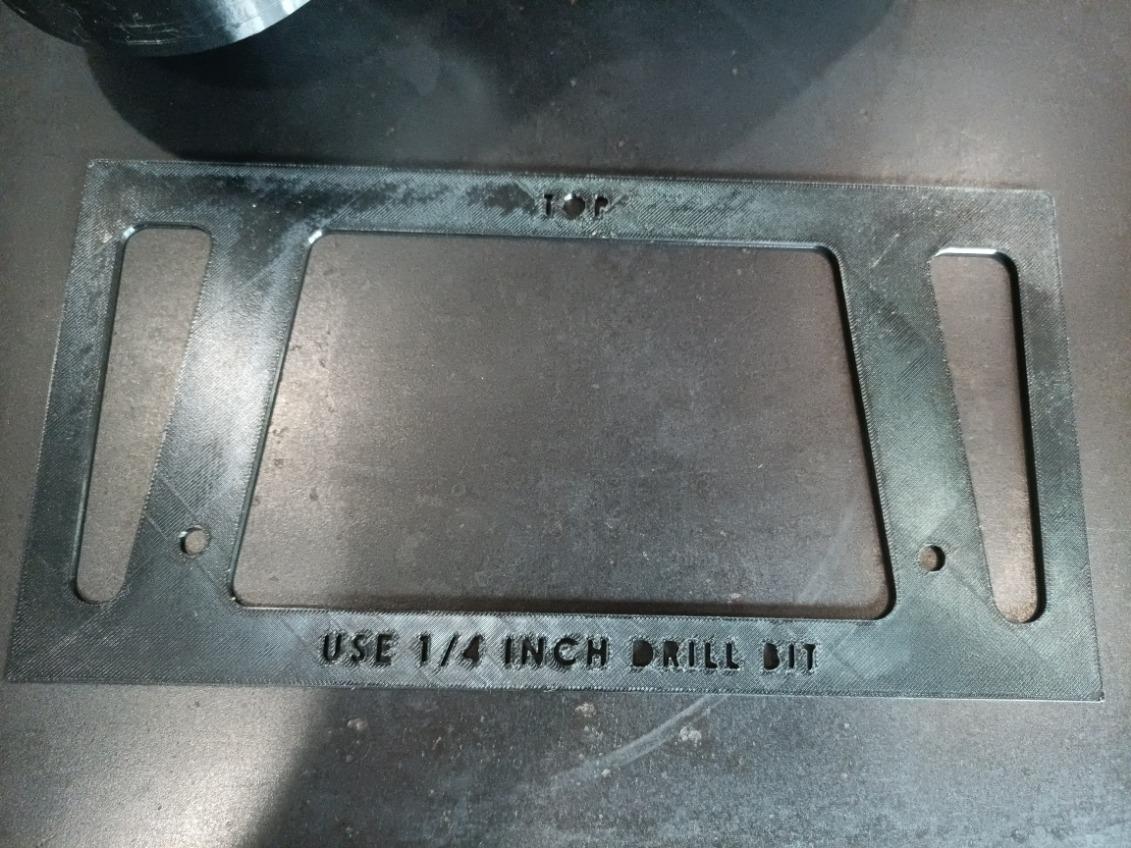 TOP
USE 1/4 INCH DRILL BIT